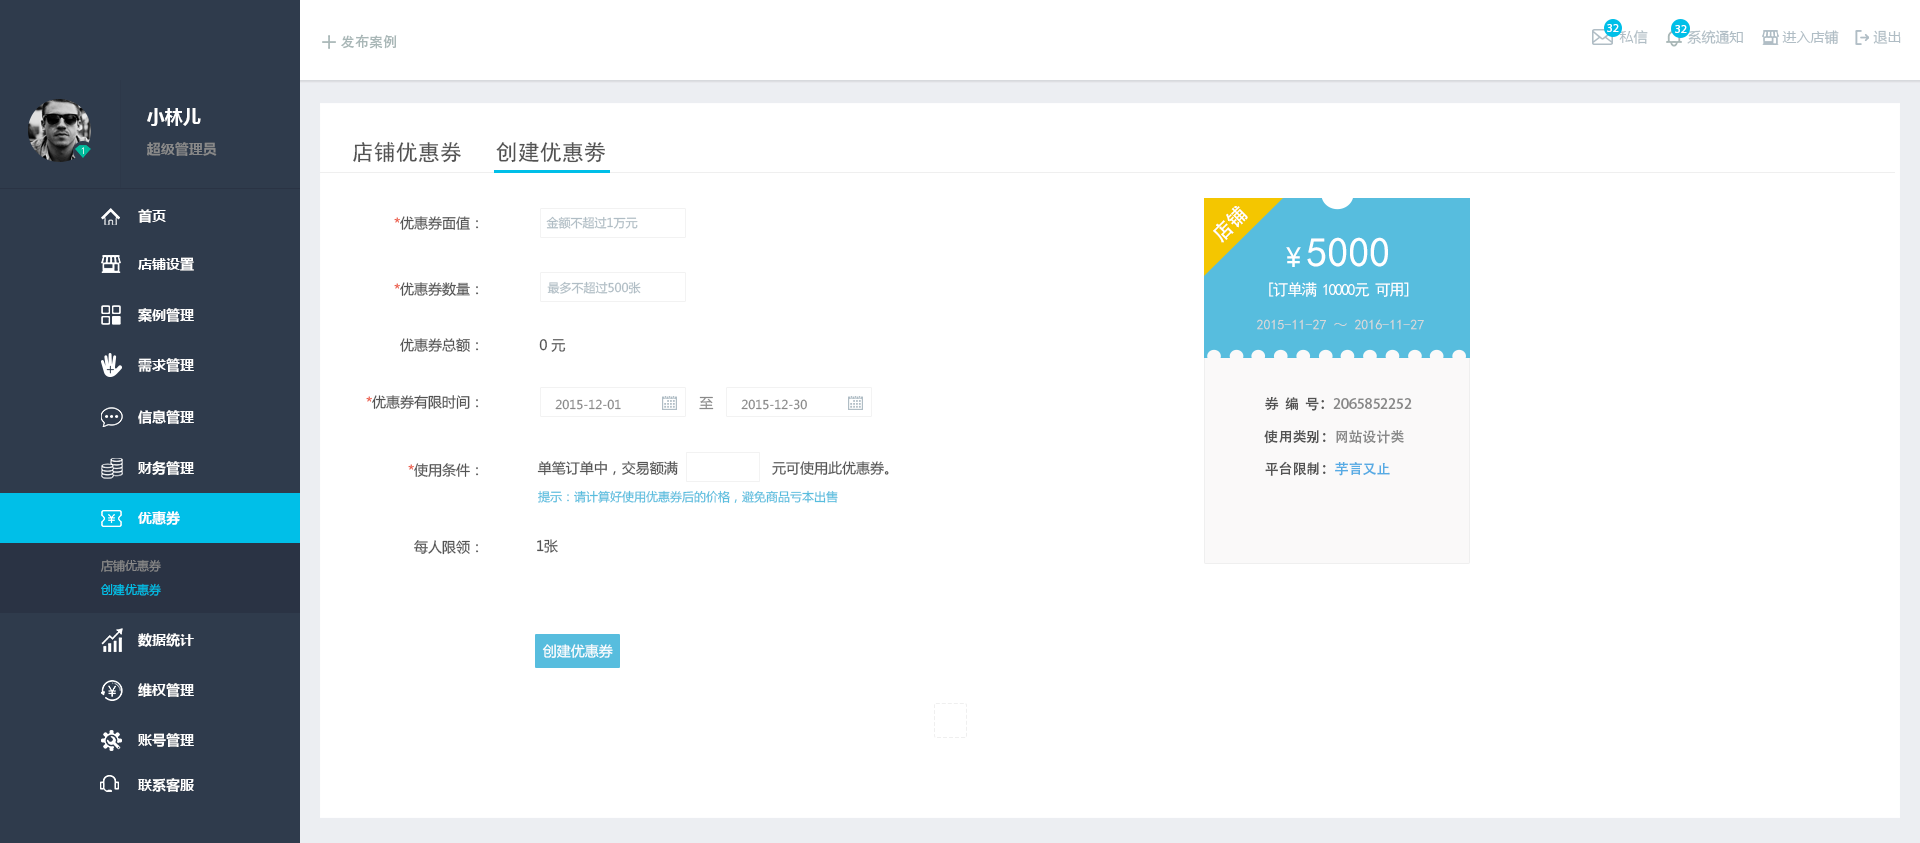 发布案例
32
私信
32
系统通知
进入店铺
退出
小林儿
超级管理员
1
首页
店铺设置
案例管理
需求管理
信息管理
财务管理
优惠券
店铺优惠券
创建优惠券
数据统计
维权管理
账号管理
联系客服
店铺优惠券
创建优惠劵
*优惠券面值：
金额不超过1万元
*优惠券数量：
最多不超过500张
优惠券总额：
0 元
*优惠券有限时间：
2015-12-01
至
2015-12-30
*使用条件：
单笔订单中，交易额满
元可使用此优惠券。
提示：请计算好使用优惠券后的价格，避免商品亏本出售
每人限领：
1张
创建优惠券
店铺
¥5000
[订单满 10000元 可用]
2015-11-27 ～ 2016-11-27
券 编 号：2065852252
使用类别：网站设计类
平台限制：芋言又止